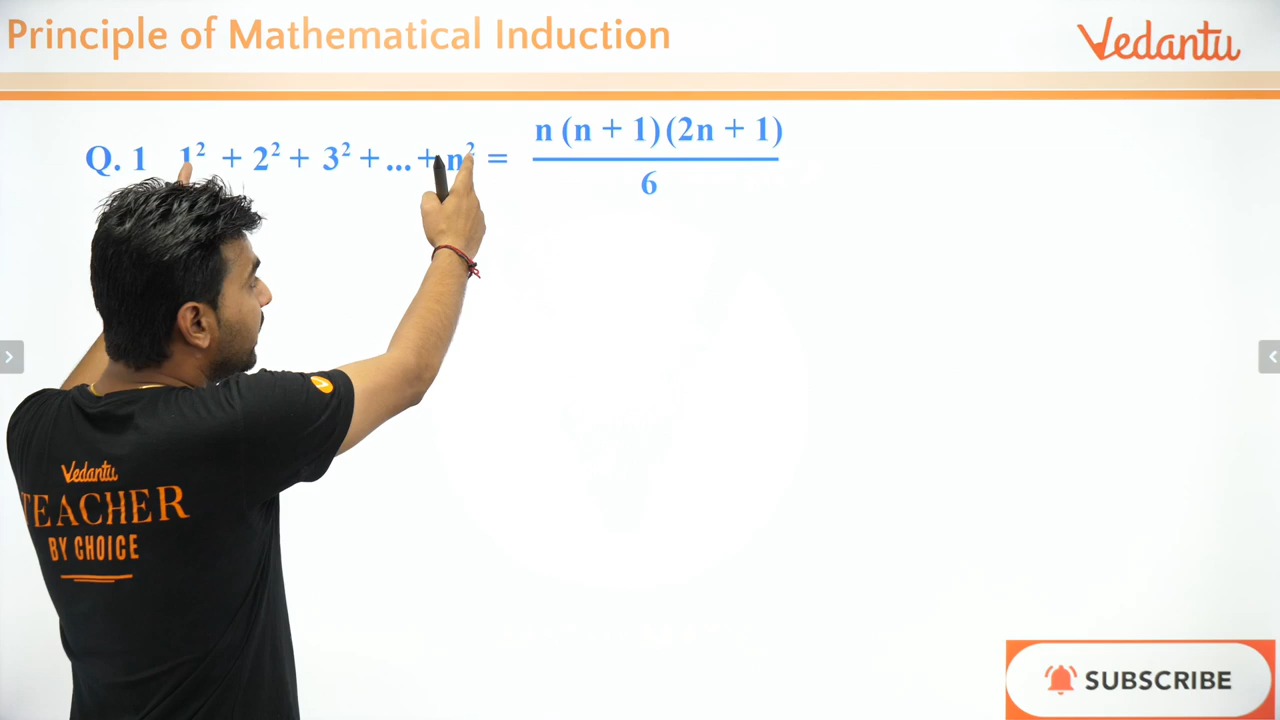 Principle of Mathematical Induction
Vedantu
Q. 1 1² + 2² + 3² + ... + n² = n (n + 1) (2n + 1)
6
Vedantu
TEACHER
BY CHOICE
SUBSCRIBE